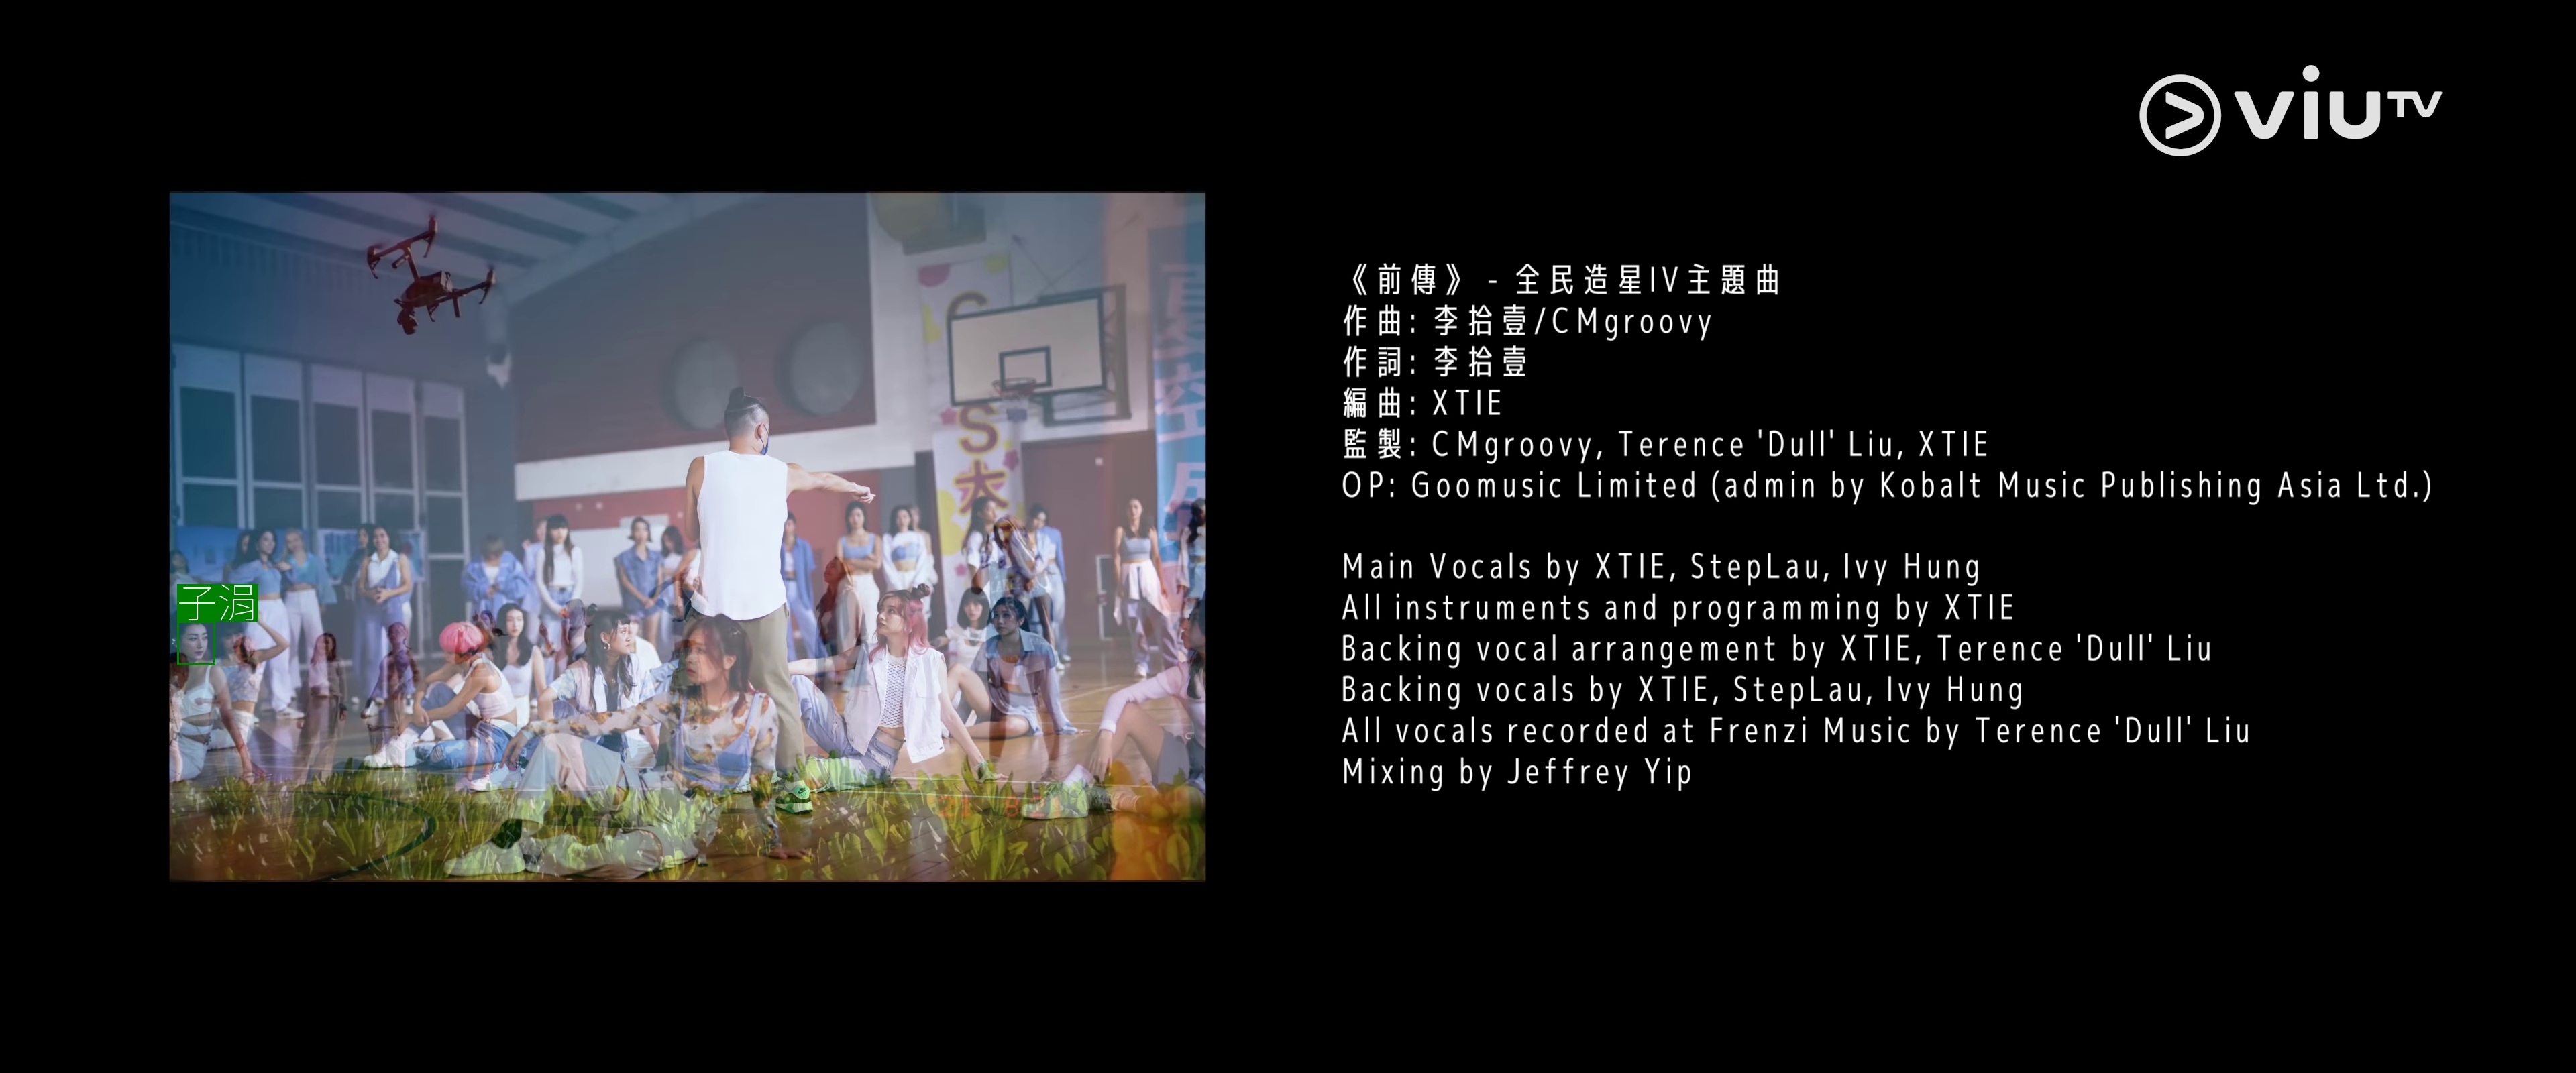 viuTV
《前傳》 - 全民造星IV主題曲
作曲: 李拾壹/CMgroovy
作詞: 李拾壹
編曲: XTIE
監製: CMgroovy, Terence 'Dull' Liu, XTIE
OP: Goomusic Limited (admin by Kobalt Music Publishing Asia Ltd.)
Main Vocals by XTIE, StepLau, Ivy Hung
All instruments and programming by XTIE
Backing vocal arrangement by XTIE, Terence 'Dull' Liu
Backing vocals by XTIE, StepLau, Ivy Hung
All vocals recorded at Frenzi Music by Terence 'Dull' Liu
Mixing by Jeffrey Yip
子涓
S大